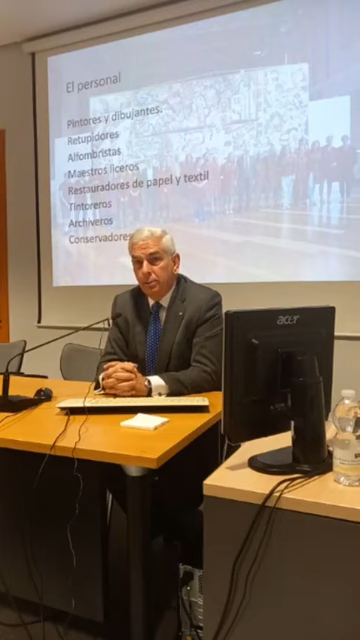 El personal
Pintores y dibujantes.
Retupidores
Alfombristas
Maestros liceros
Restauradores de papel y textil
Tintoreros
Archiveros
Conservadores
acer